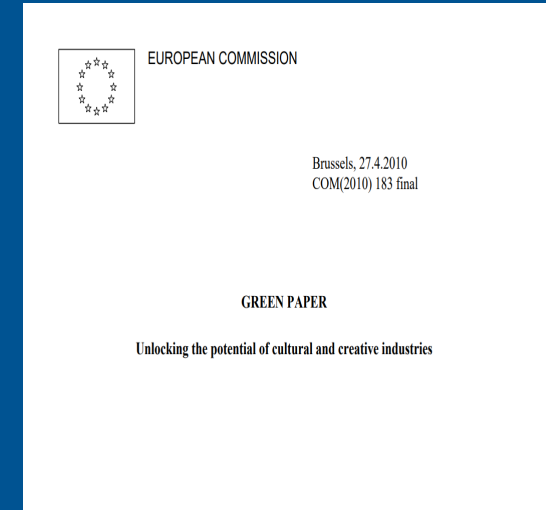 EUROPEAN COMMISSION
Brussels, 27.4.2010
COM(2010) 183 final
GREEN PAPER
Unlocking the potential of cultural and creative industries